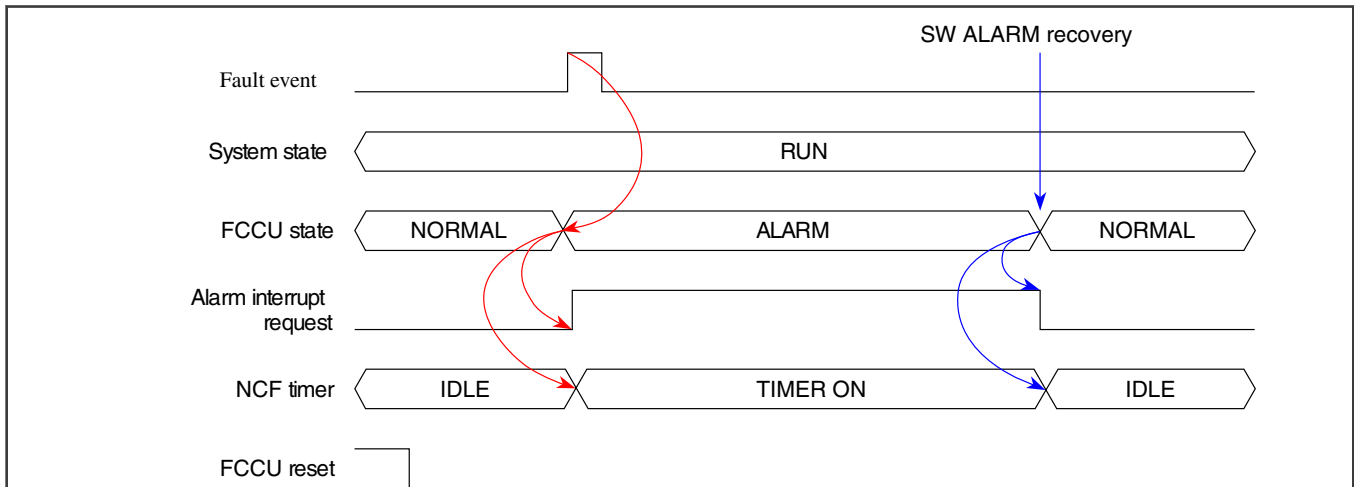 SW ALARM recovery
Fault event
System state
RUN
FCCU state
NORMAL
ALARM
NORMAL
Alarm interrupt
request
NCF timer
IDLE
TIMER ON
IDLE
FCCU reset